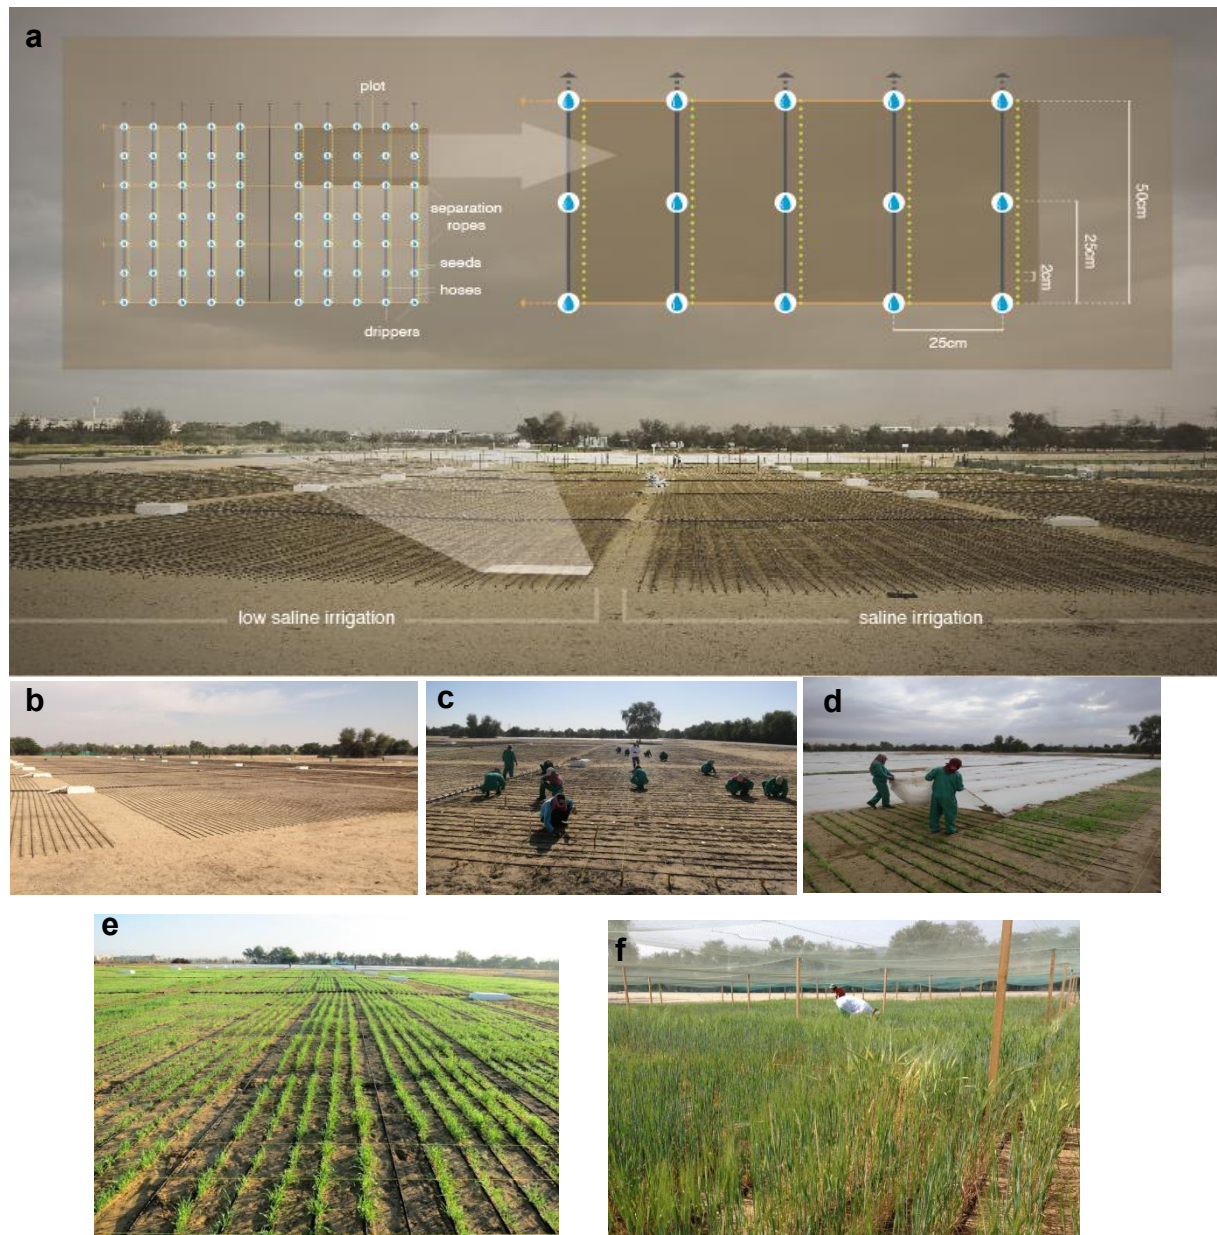 a
plot
separation
ropes
seeds
hoses
drippers
50cm
25cm
2cm
25cm
low saline irrigation
saline irrigation
b
c
d
e
f